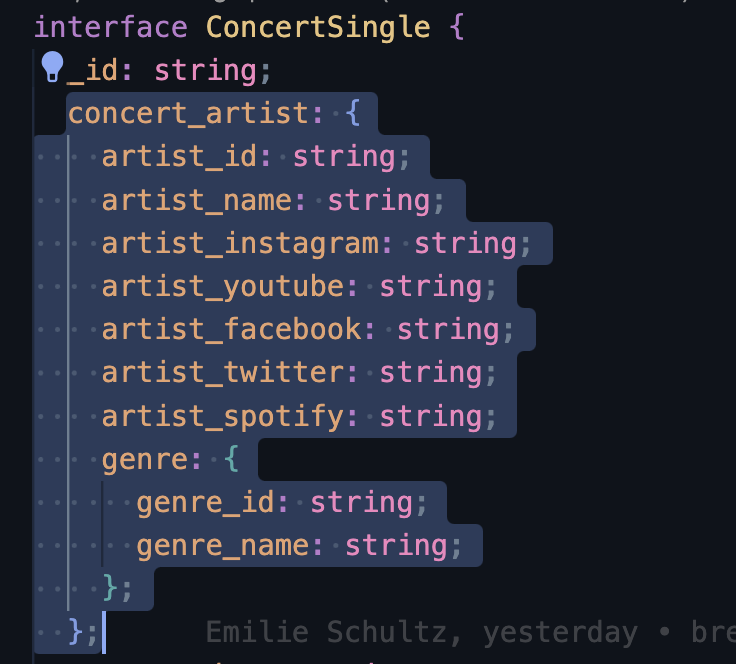 interface ConcertSingle {
_id: string;
concert_artist: {
artist_id: string;
artist_name: string;
artist_instagram: string;
artist_youtube: string;
artist_facebook: string;
artist_twitter: string;
artist_spotify: string;
genre: {
genre_id: string;
genre_name: string;
};
}; Emilie Schultz, yesterday • bre